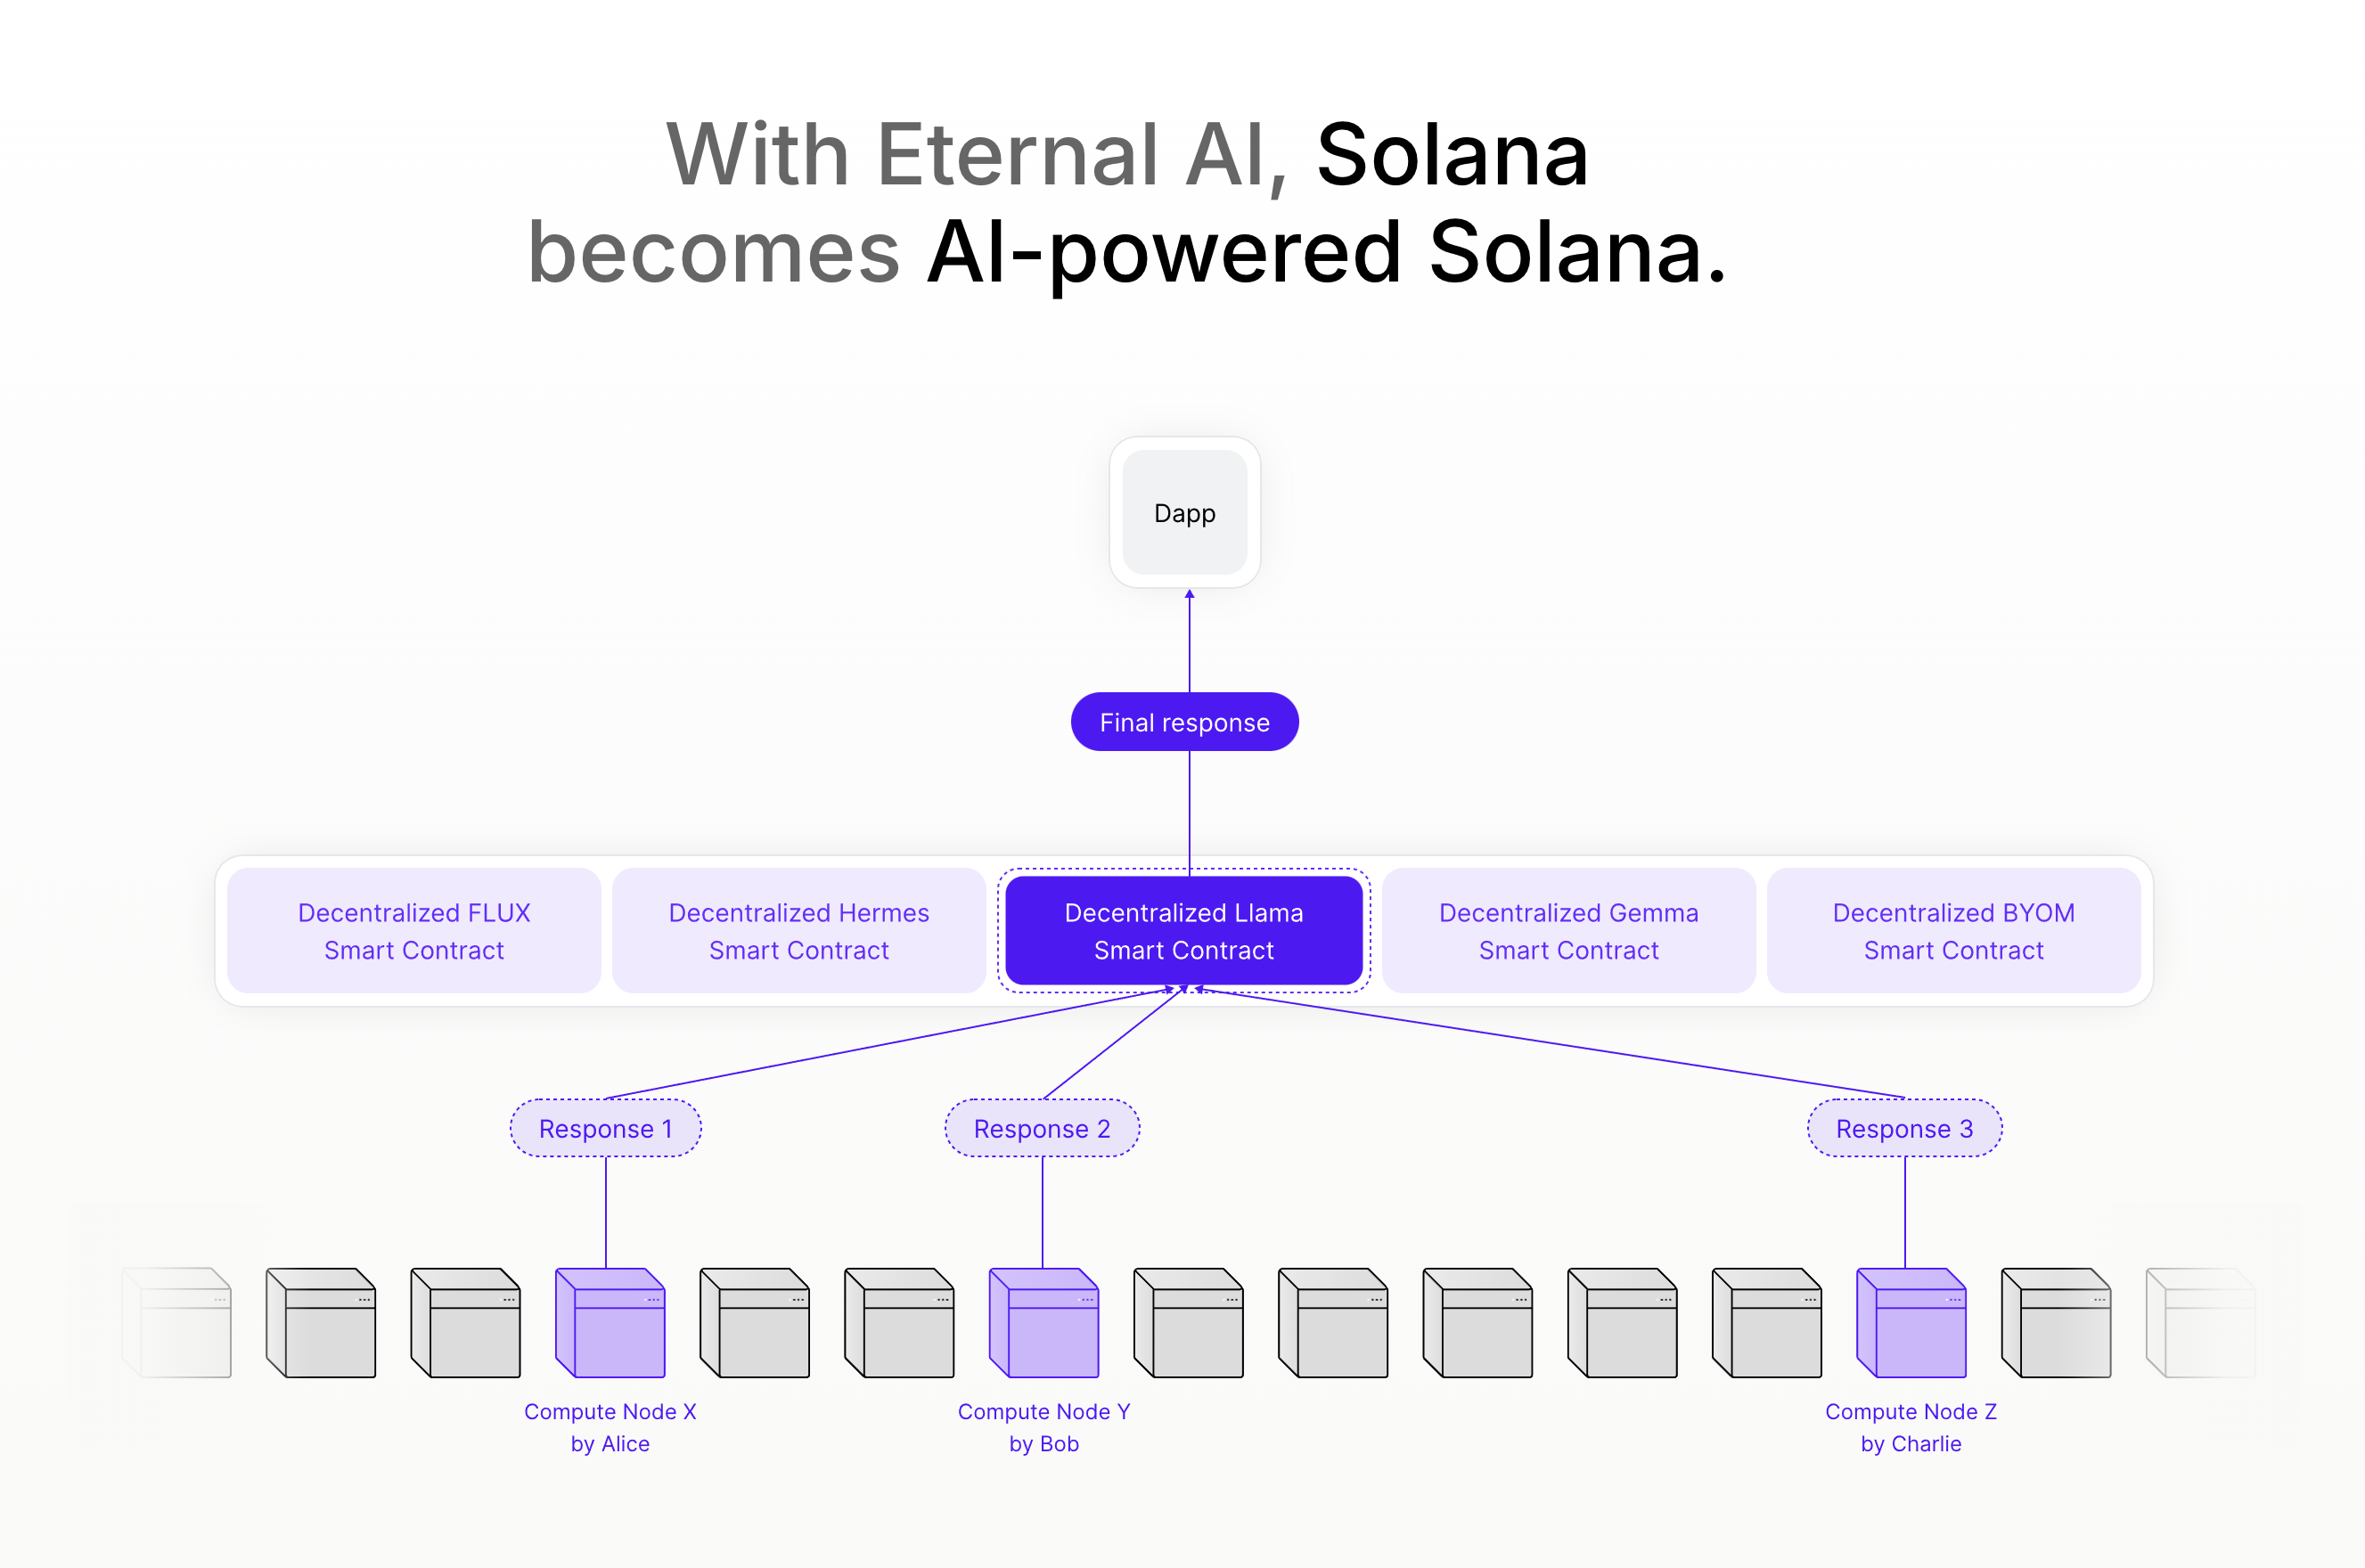 With Eternal AI, Solana
becomes AI-powered Solana.
Dapp
Final response
Decentralized FLUX
Smart Contract
Decentralized Hermes
Smart Contract
Decentralized Llama
Smart Contract
Decentralized Gemma
Smart Contract
Decentralized BYOM
Smart Contract
Response 1
Response 2
Response 3
Compute Node X
by Alice
Compute Node Y
by Bob
Compute Node Z
by Charlie